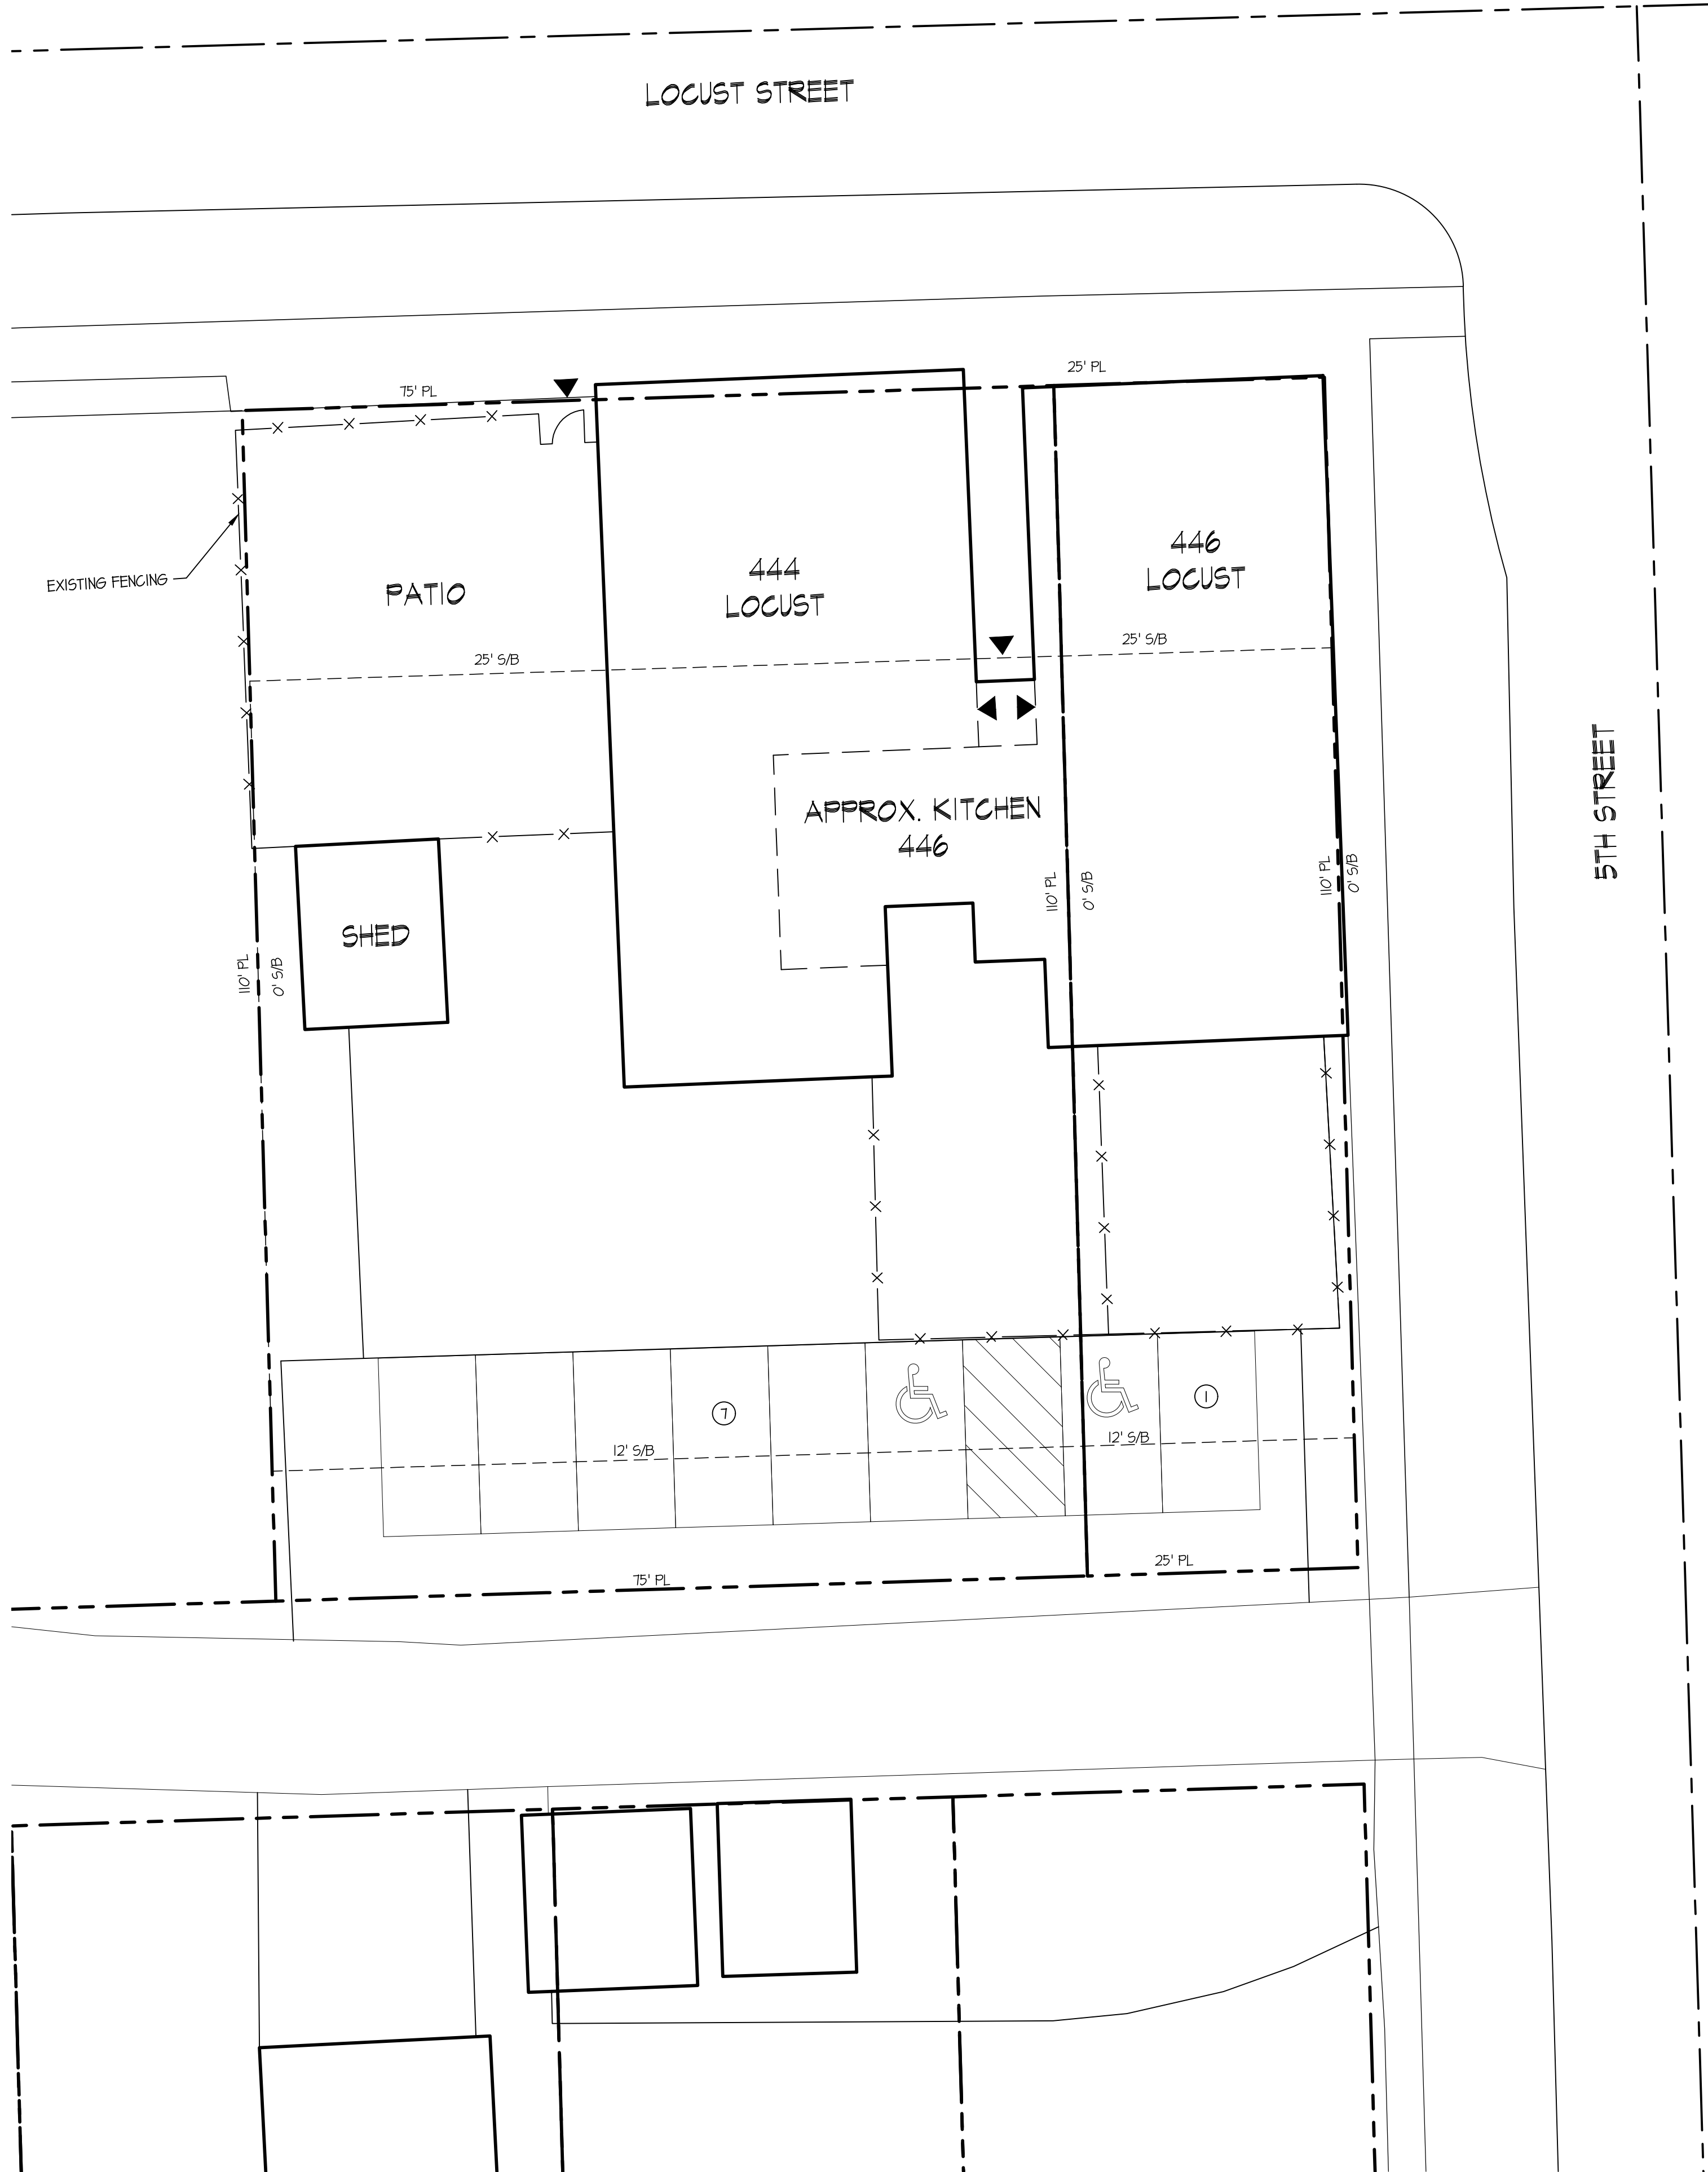 LOCUST STREET
75' PL
25' PL
EXISTING FENCING
PATIO
444
LOCUST
446
LOCUST
25' S/B
25' S/B
APPROX. KITCHEN
446
5TH STREET
SHED
110' PL
0' S/B
110' PL
0' S/B
110' PL
0' S/B
7
1
12' S/B
12' S/B
75' PL
25' PL